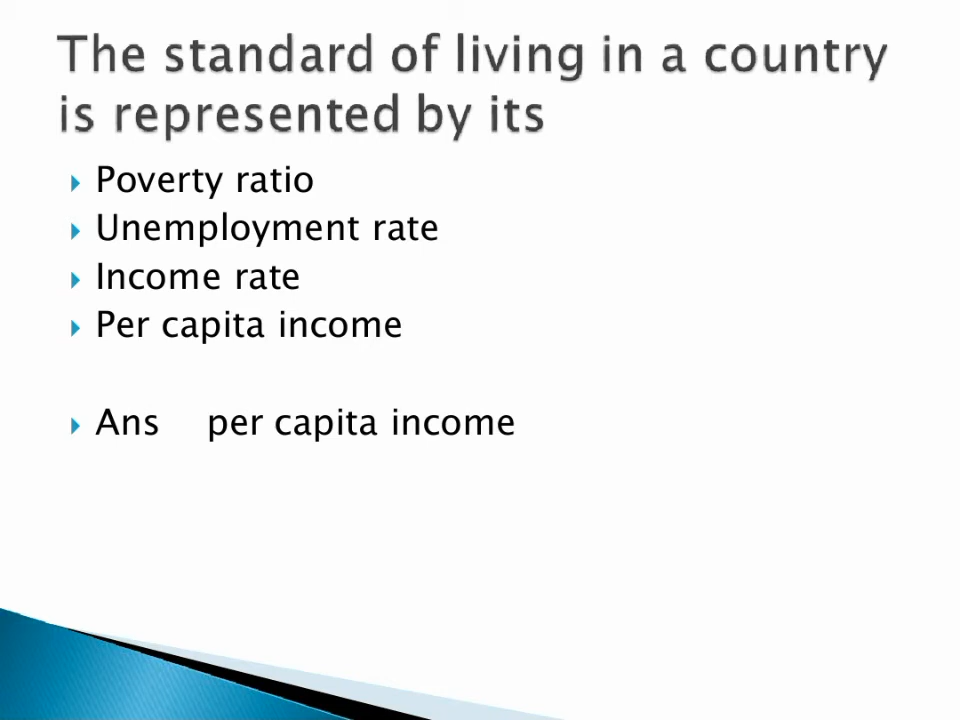 The standard of living in a country
is represented by its
Poverty ratio
Unemployment rate
Income rate
Per capita income
Ans per capita income